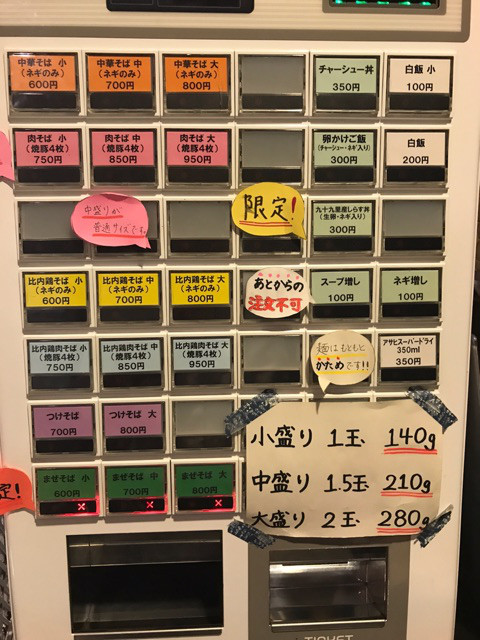 中華そば 小
(ネギのみ)
600円
中華そば 中
(ネギのみ)
700円
中華そば 大
(ネギのみ)
800円
チャーシュー丼
350円
白飯 小
100円
肉そば 小
(焼豚4枚)
750円
肉そば 中
(焼豚4枚)
850円
肉そば 大
(焼豚4枚)
950円
卵かけご飯
(チャーシュー・ネギ入り)
300円
白飯
200円
中盛りが
普通サイズです。
限定!
九十九里産しらす丼
(生卵・ネギ入り)
300円
比内鶏そば 小
(ネギのみ)
600円
比内鶏そば 中
(ネギのみ)
700円
比内鶏そば 大
(ネギのみ)
800円
あとからの
注文不可
スープ増し
100円
ネギ増し
100円
比内鶏肉そば 小
(焼豚4枚)
750円
比内鶏肉そば 中
(焼豚4枚)
850円
比内鶏肉そば 大
(焼豚4枚)
950円
麺はもともと
かためです!!
アサヒスーパードライ
350ml
350円
つけそば
700円
つけそば 大
800円
小盛り 1玉、 140g
中盛り 1.5玉、 210g
大盛り 2玉、 280g
定!
まぜそば 小
600円
まぜそば 中
700円
まぜそば 大
800円
TICKET